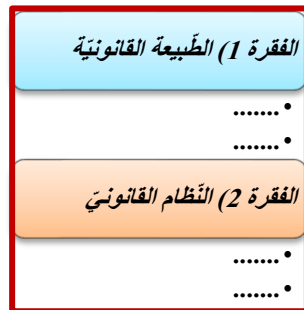 الفقرة 1) الطّبيعة القانونيّة
• .......
• .......
الفقرة 2) النّظام القانونيّ
• .......
• .......